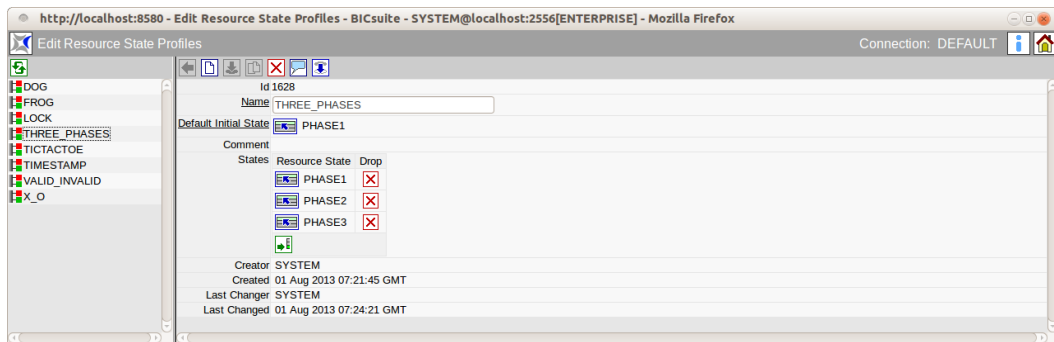 http://localhost:8580 - Edit Resource State Profiles - BICsuite - SYSTEM@localhost:2556[ENTERPRISE] - Mozilla Firefox
Edit Resource State Profiles
Connection: DEFAULT
DOG
FROG
LOCK
THREE_PHASES
TICTACTOE
TIMESTAMP
VALID_INVALID
X_O
Id 1628
Name THREE_PHASES
Default Initial State PHASE1
Comment
States Resource State Drop
PHASE1
PHASE2
PHASE3
Creator SYSTEM
Created 01 Aug 2013 07:21:45 GMT
Last Changer SYSTEM
Last Changed 01 Aug 2013 07:24:21 GMT